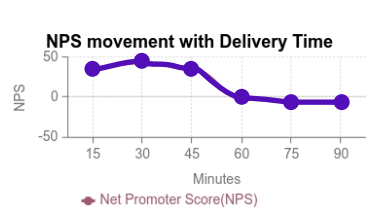 NPS movement with Delivery Time
50
0
-50
NPS
15 30 45 60 75 90
Minutes
Net Promoter Score(NPS)